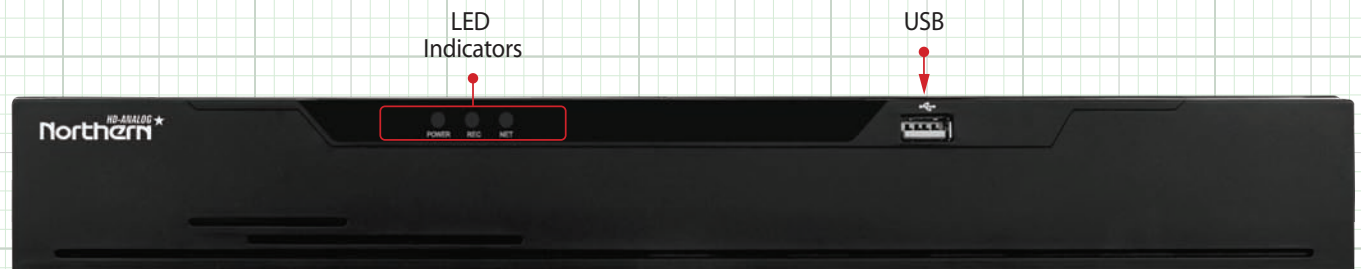 LED
Indicators
USB
HD-ANALOG
Northern
POWER REC NET